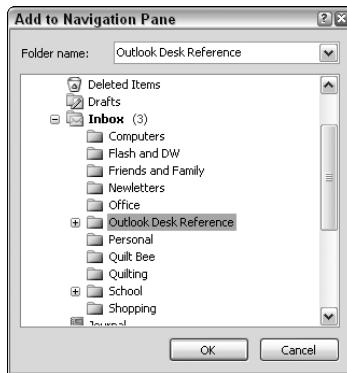 Add to Navigation Pane
Folder name: Outlook Desk Reference
Deleted Items
Drafts
Inbox (3)
Computers
Flash and DW
Friends and Family
Newletters
Office
Outlook Desk Reference
Personal
Quilt Bee
Quilting
School
Shopping
Journal
OK Cancel